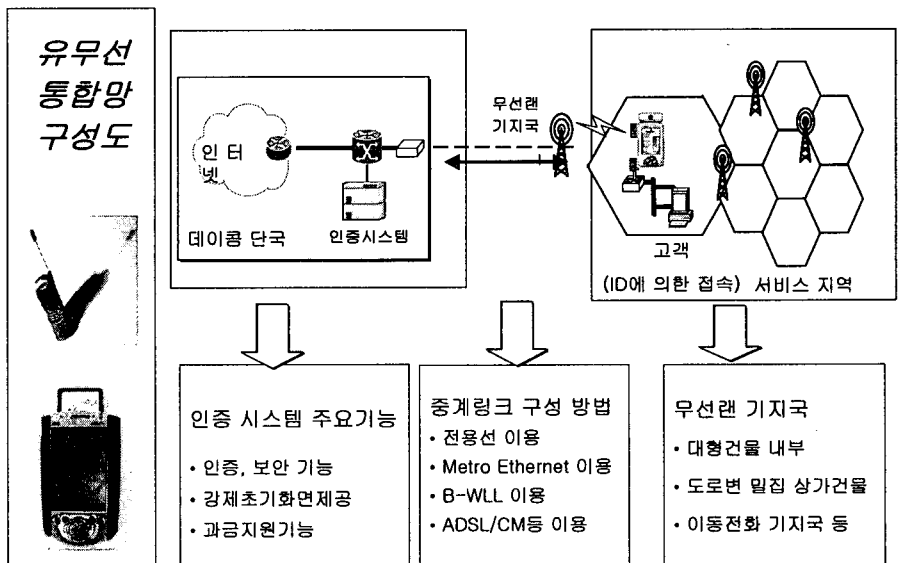 유무선
통합망
구성도
인 터
넷
데이콤 단국
인증시스템
무선랜
기지국
고객
(ID에 의한 접속) 서비스 지역
인증 시스템 주요기능
• 인증, 보안 기능
• 강제초기화면제공
• 과금지원기능
중계링크 구성 방법
• 전용선 이용
• Metro Ethernet 이용
• B-WLL 이용
• ADSL/CM등 이용
무선랜 기지국
• 대형건물 내부
• 도로변 밀집 상가건물
• 이동전화 기지국 등